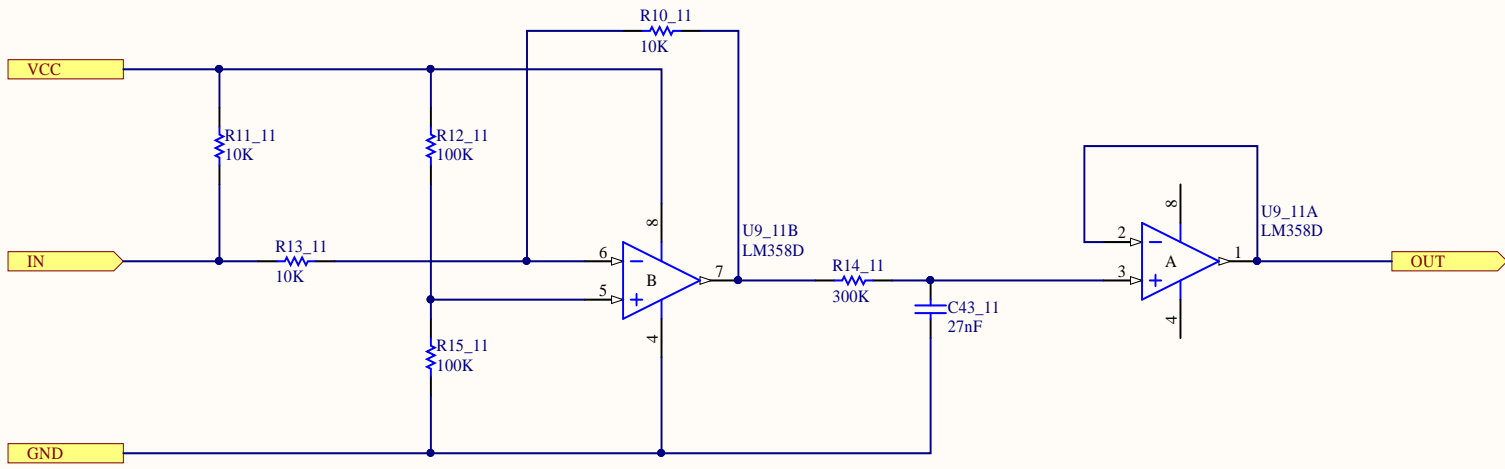 R10_11
10K
VCC
R11_11
10K
R12_11
100K
IN
R13_11
10K
8
U9_11B
LM358D
6
B
7
5
4
R14_11
300K
C43_11
27nF
R15_11
100K
8
U9_11A
LM358D
2
A
1
3
4
OUT
GND